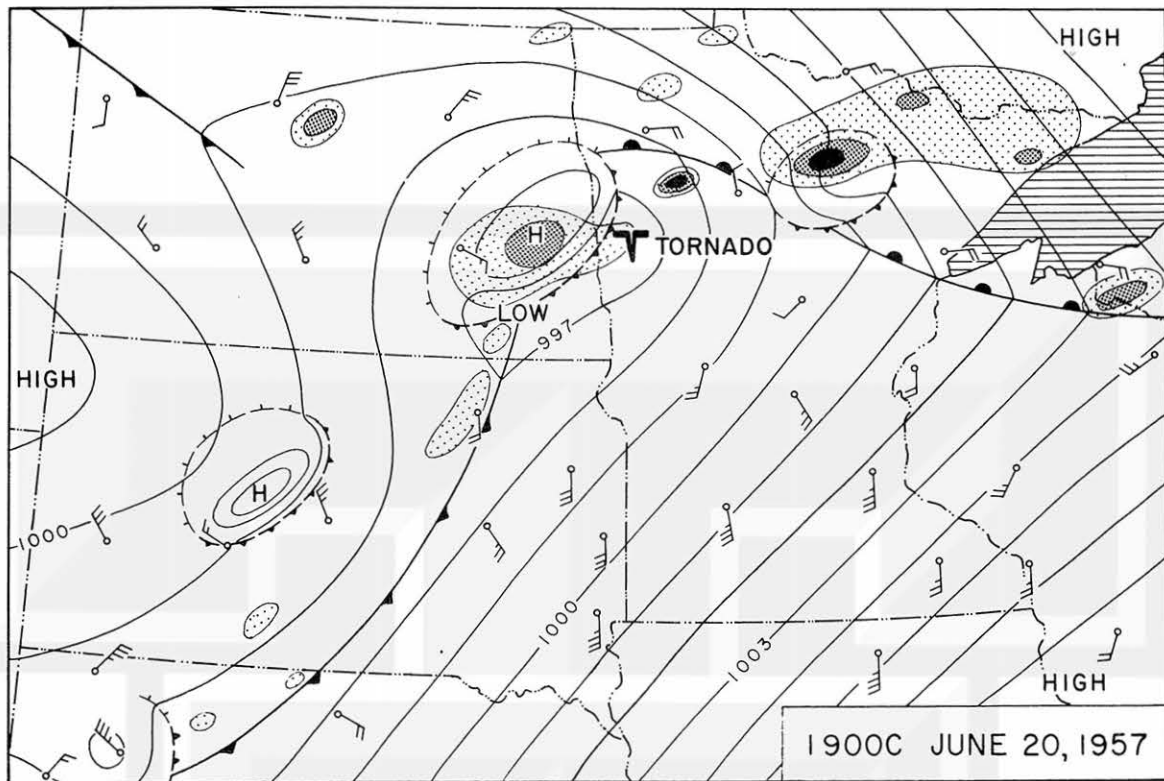 HIGH
H
TORNADO
LOW
997
HIGH
H
1000
1000
1003
HIGH
1900C JUNE 20, 1957